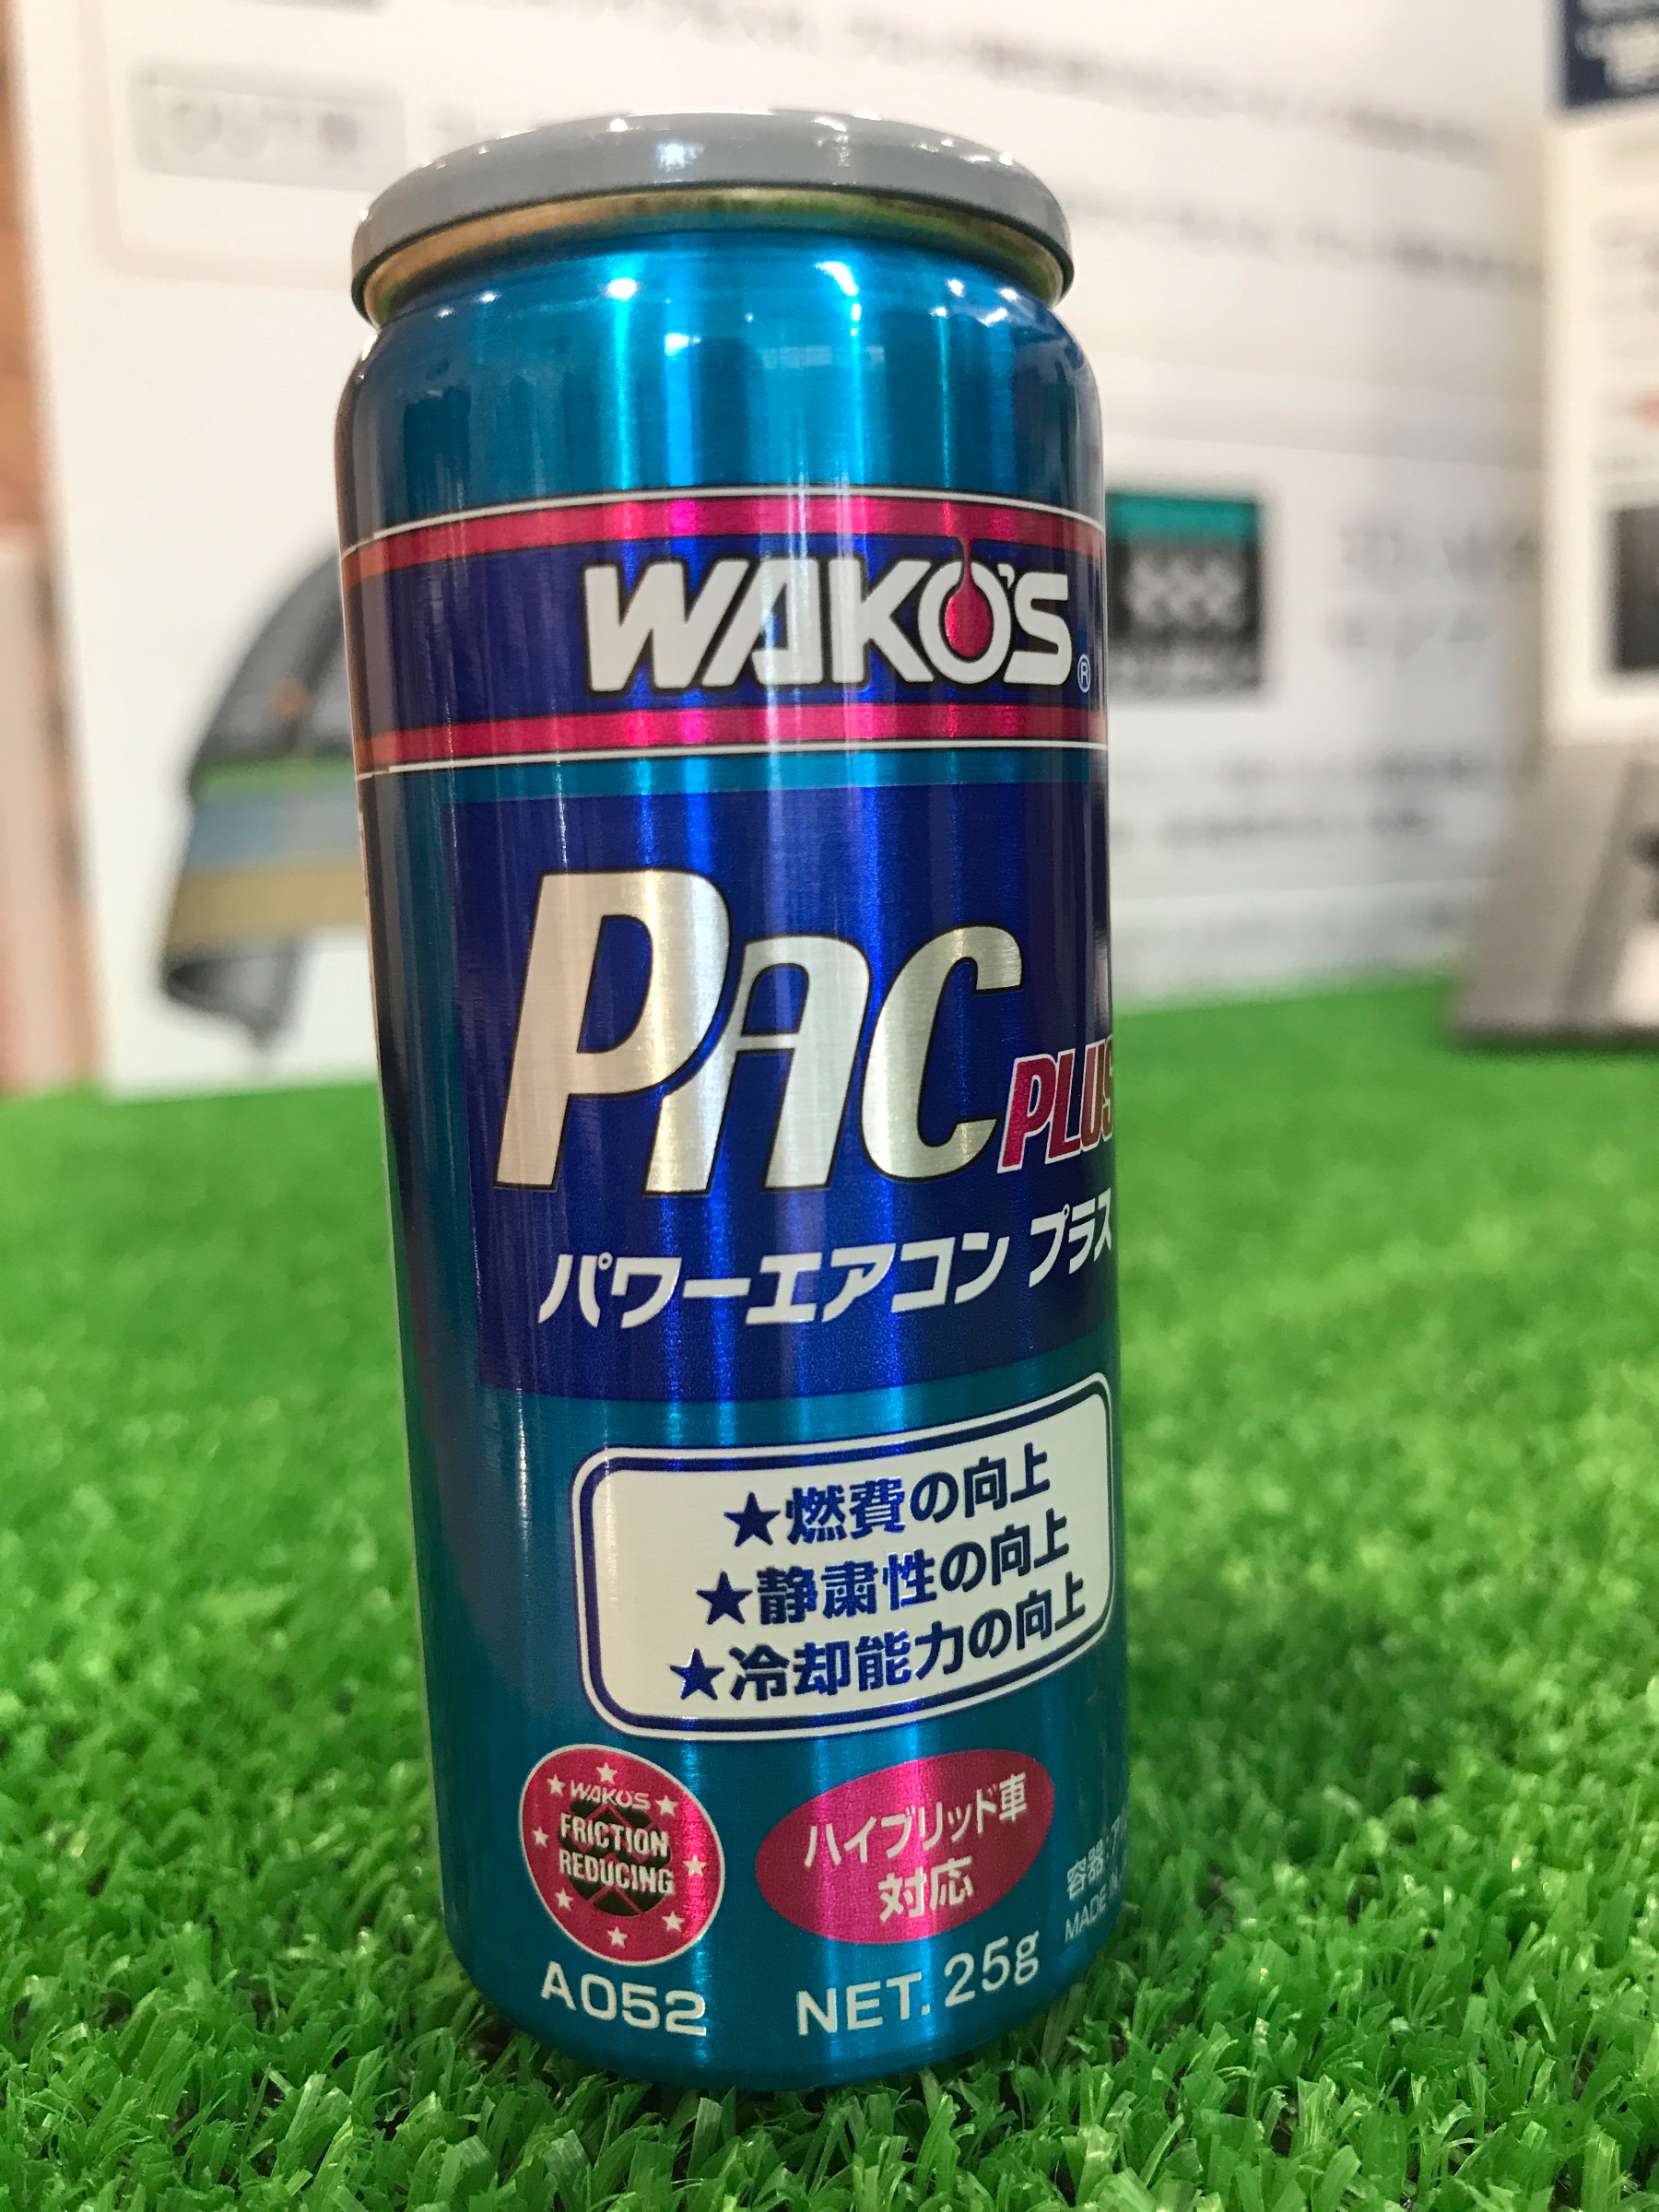 WAKO'S®
PAC PLUS
パワーエアコン プラス
★燃費の向上
★静粛性の向上
★冷却能力の向上
WAKO'S
FRICTION
REDUCING
ハイブリッド車
対応
容器:ア
MADE IN
A052
NET. 25g